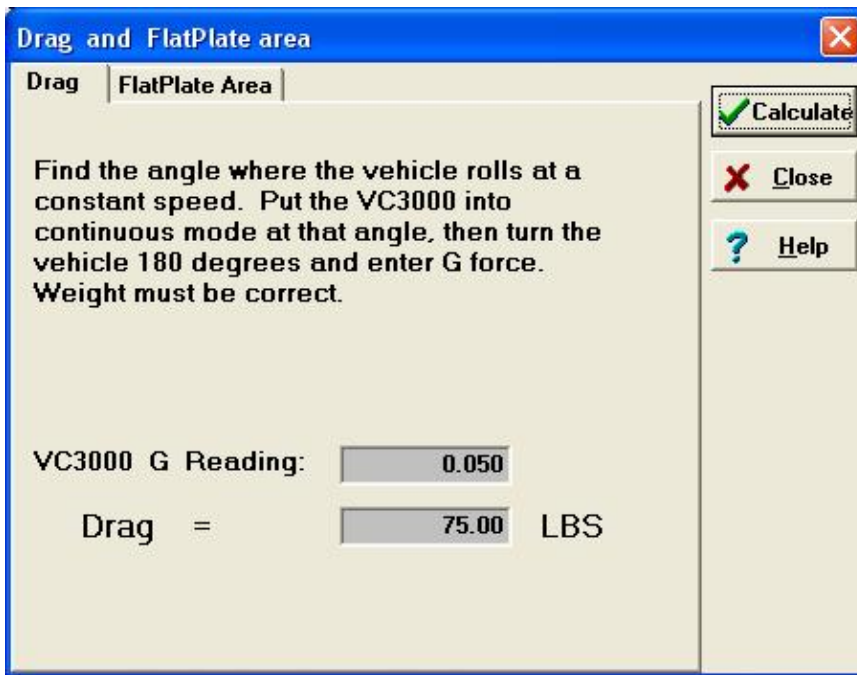 Drag and FlatPlate area
Drag FlatPlate Area
Calculate
Close
Help
Find the angle where the vehicle rolls at a
constant speed. Put the VC3000 into
continuous mode at that angle, then turn the
vehicle 180 degrees and enter G force.
Weight must be correct.
VC3000 G Reading: 0.050
Drag = 75.00 LBS